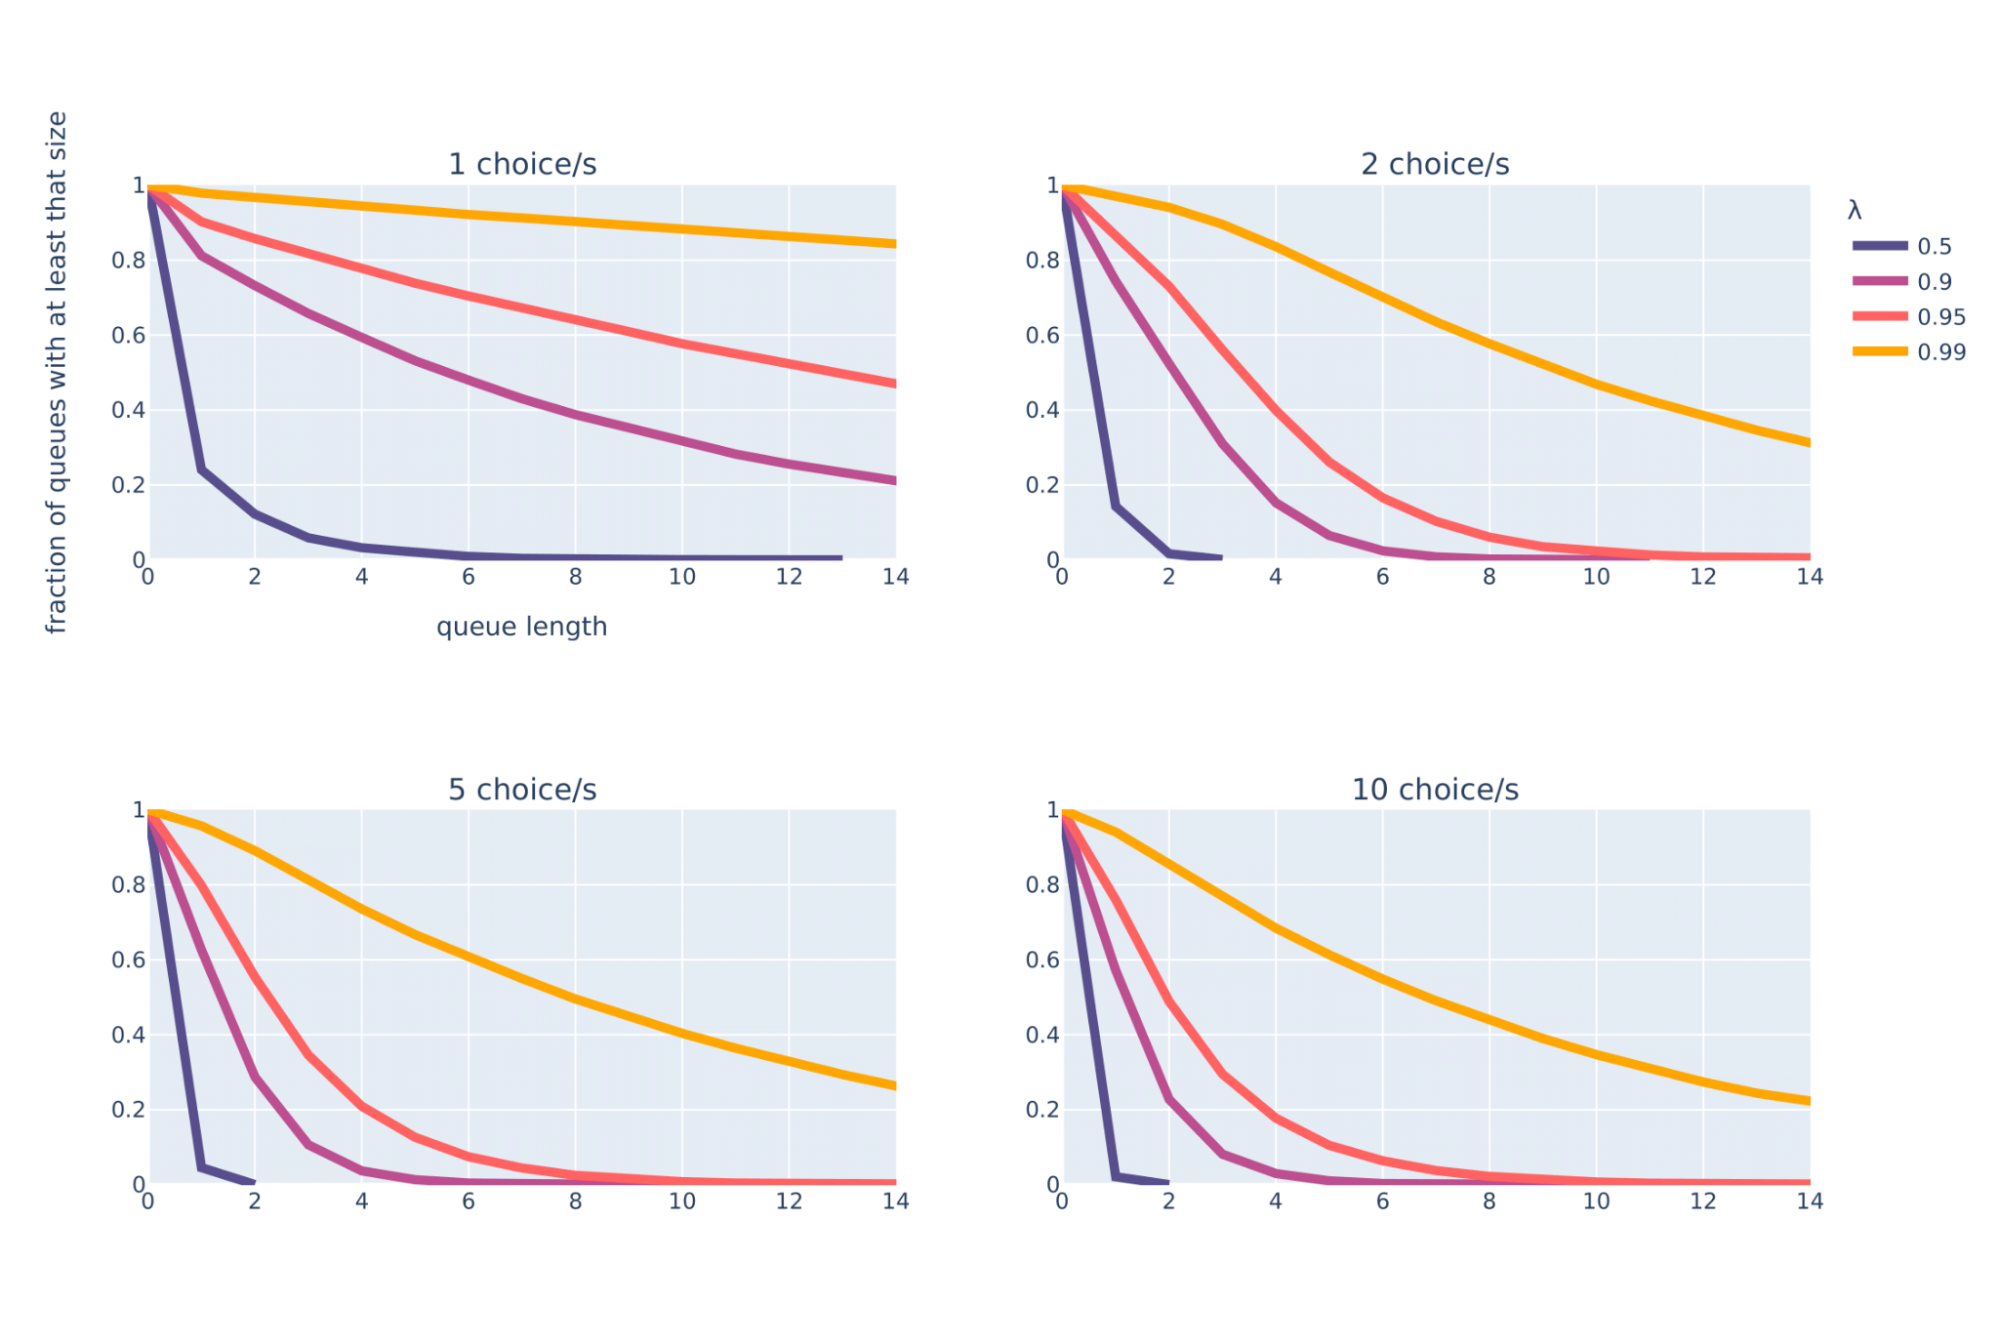 fraction of queues with at least that size
1 choice/s
1
0.8
0.6
0.4
0.2
0
0 2 4 6 8 10 12 14
queue length
2 choice/s
1
0.8
0.6
0.4
0.2
0
0 2 4 6 8 10 12 14
λ
0.5
0.9
0.95
0.99
5 choice/s
1
0.8
0.6
0.4
0.2
0
0 2 4 6 8 10 12 14
10 choice/s
1
0.8
0.6
0.4
0.2
0
0 2 4 6 8 10 12 14